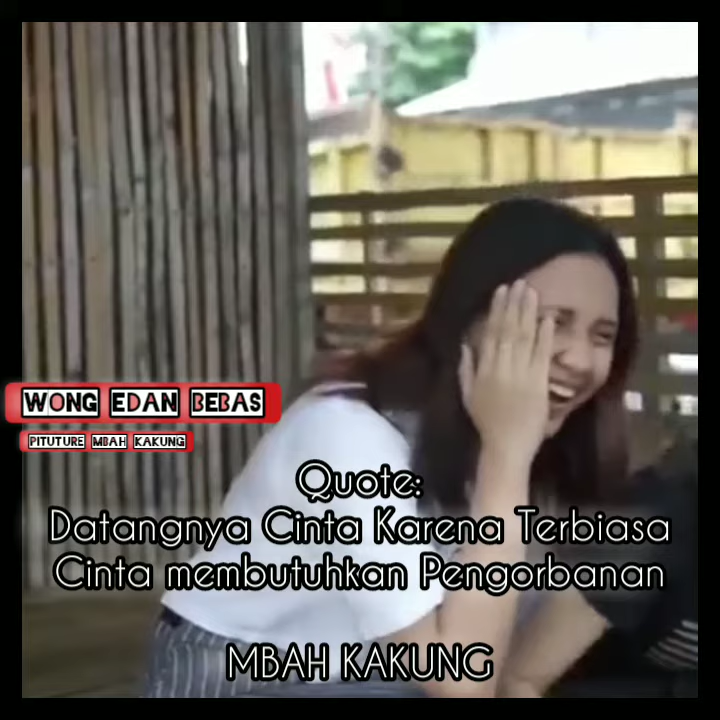 WONG EDAN BEBAS
PITUTURE MBAH KAKUNG
Quote:
Datangnya Cinta Karena Terbiasa
Cinta membutuhkan Pengorbanan
MBAH KAKUNG